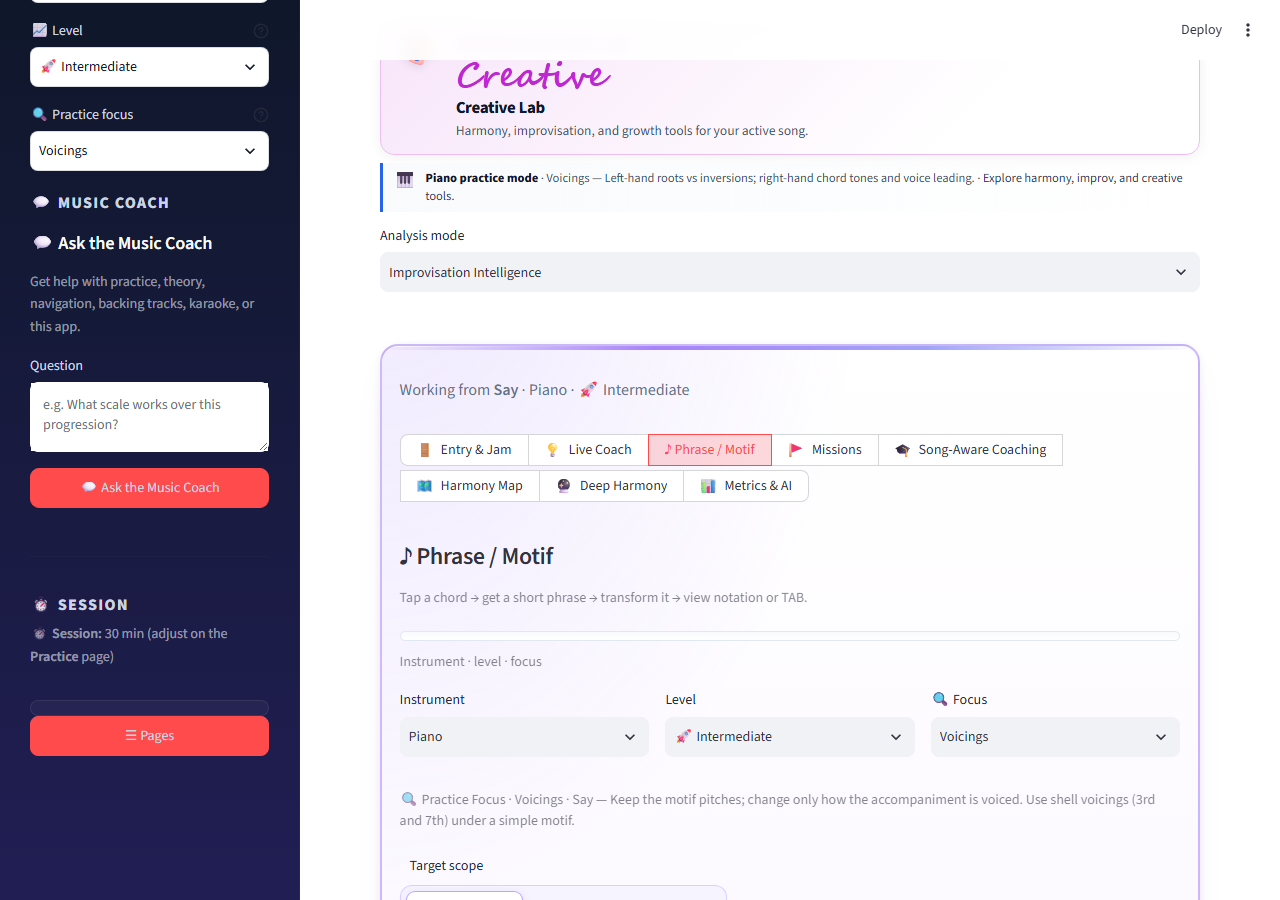 Level
Intermediate
Practice focus
Voicings
MUSIC COACH
Ask the Music Coach
Get help with practice, theory,
navigation, backing tracks, karaoke, or
this app.
Question
e.g. What scale works over this
progression?
Ask the Music Coach
SESSION
Session: 30 min (adjust on the
Practice page)
☰ Pages
Deploy
Creative
Creative Lab
Harmony, improvisation, and growth tools for your active song.
Piano practice mode · Voicings — Left-hand roots vs inversions; right-hand chord tones and voice leading. · Explore harmony, improv, and creative
tools.
Analysis mode
Improvisation Intelligence
Working from Say · Piano · 🚀 Intermediate
Entry & Jam
Live Coach
♪ Phrase / Motif
Missions
Song-Aware Coaching
Harmony Map
Deep Harmony
Metrics & AI
♪ Phrase / Motif
Tap a chord → get a short phrase → transform it → view notation or TAB.
Instrument · level · focus
Instrument
Level
Focus
Piano
Intermediate
Voicings
Practice Focus · Voicings · Say — Keep the motif pitches; change only how the accompaniment is voiced. Use shell voicings (3rd
and 7th) under a simple motif.
Target scope